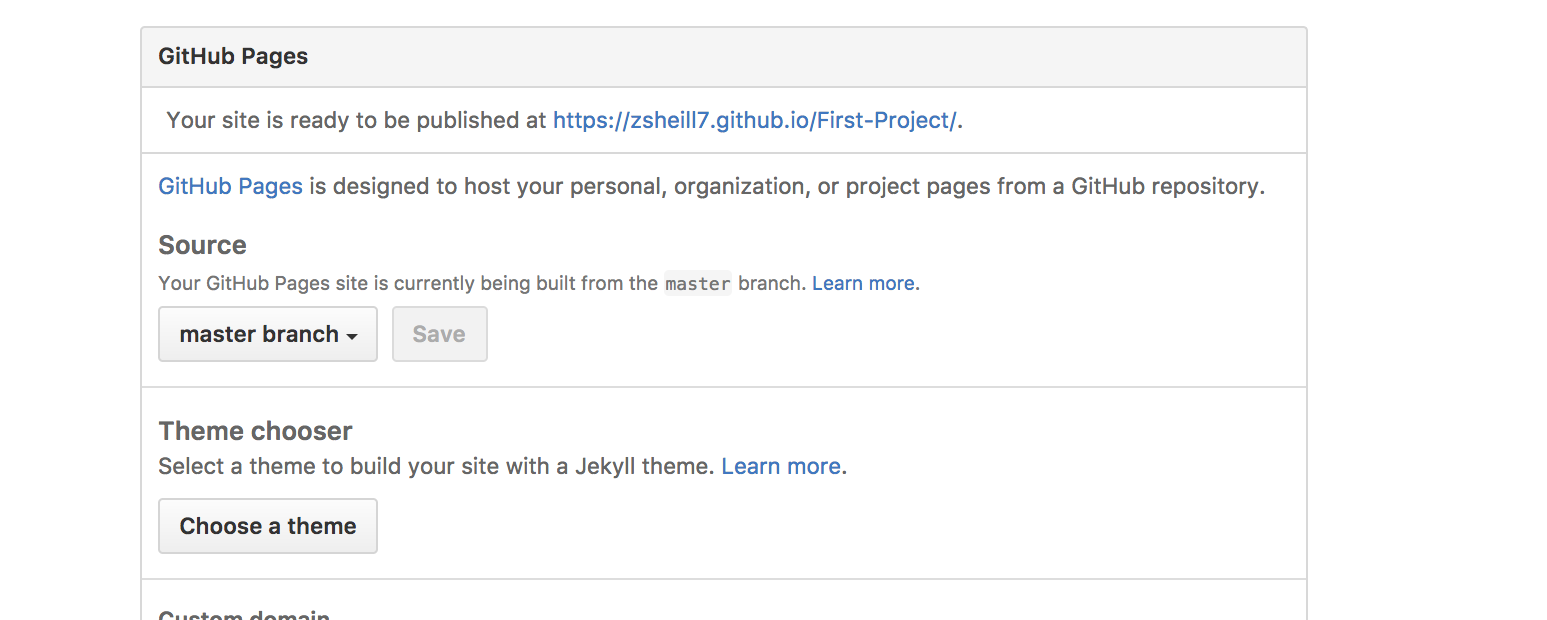 GitHub Pages
Your site is ready to be published at https://zsheill7.github.io/First-Project/.
GitHub Pages is designed to host your personal, organization, or project pages from a GitHub repository.
Source
Your GitHub Pages site is currently being built from the master branch. Learn more.
master branch Save
Theme chooser
Select a theme to build your site with a Jekyll theme. Learn more.
Choose a theme
Custom domain